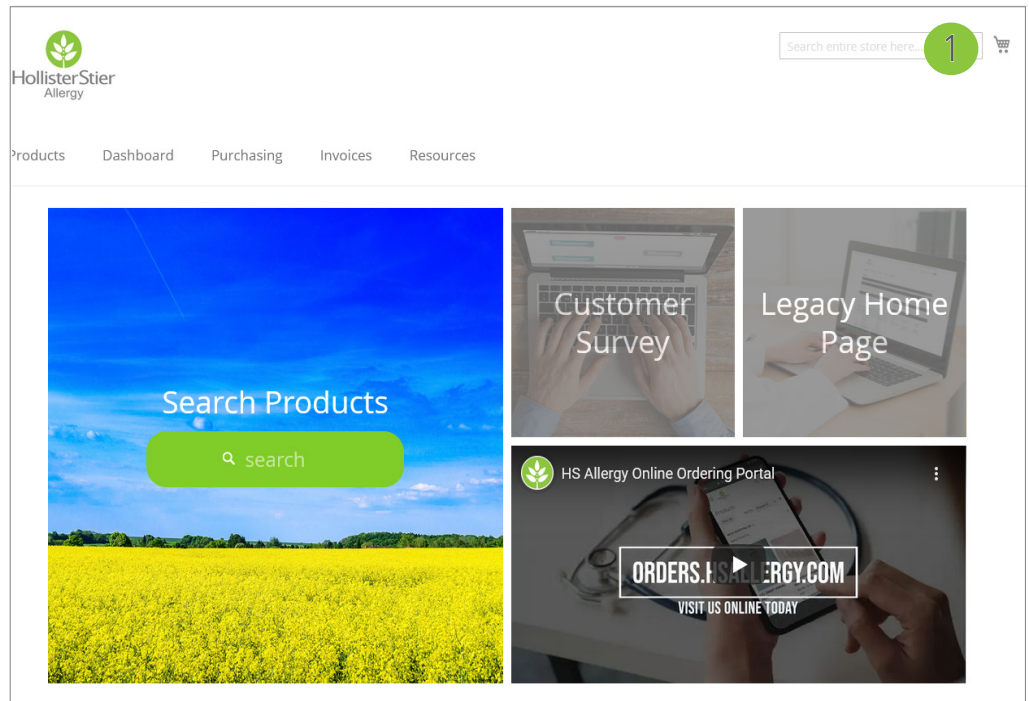 HollisterStier
Allergy
Search entire store here...
1
Products Dashboard Purchasing Invoices Resources
Search Products
search
Customer
Survey
Legacy Home
Page
HS Allergy Online Ordering Portal
ORDERS.HSALLERGY.COM
VISIT US ONLINE TODAY